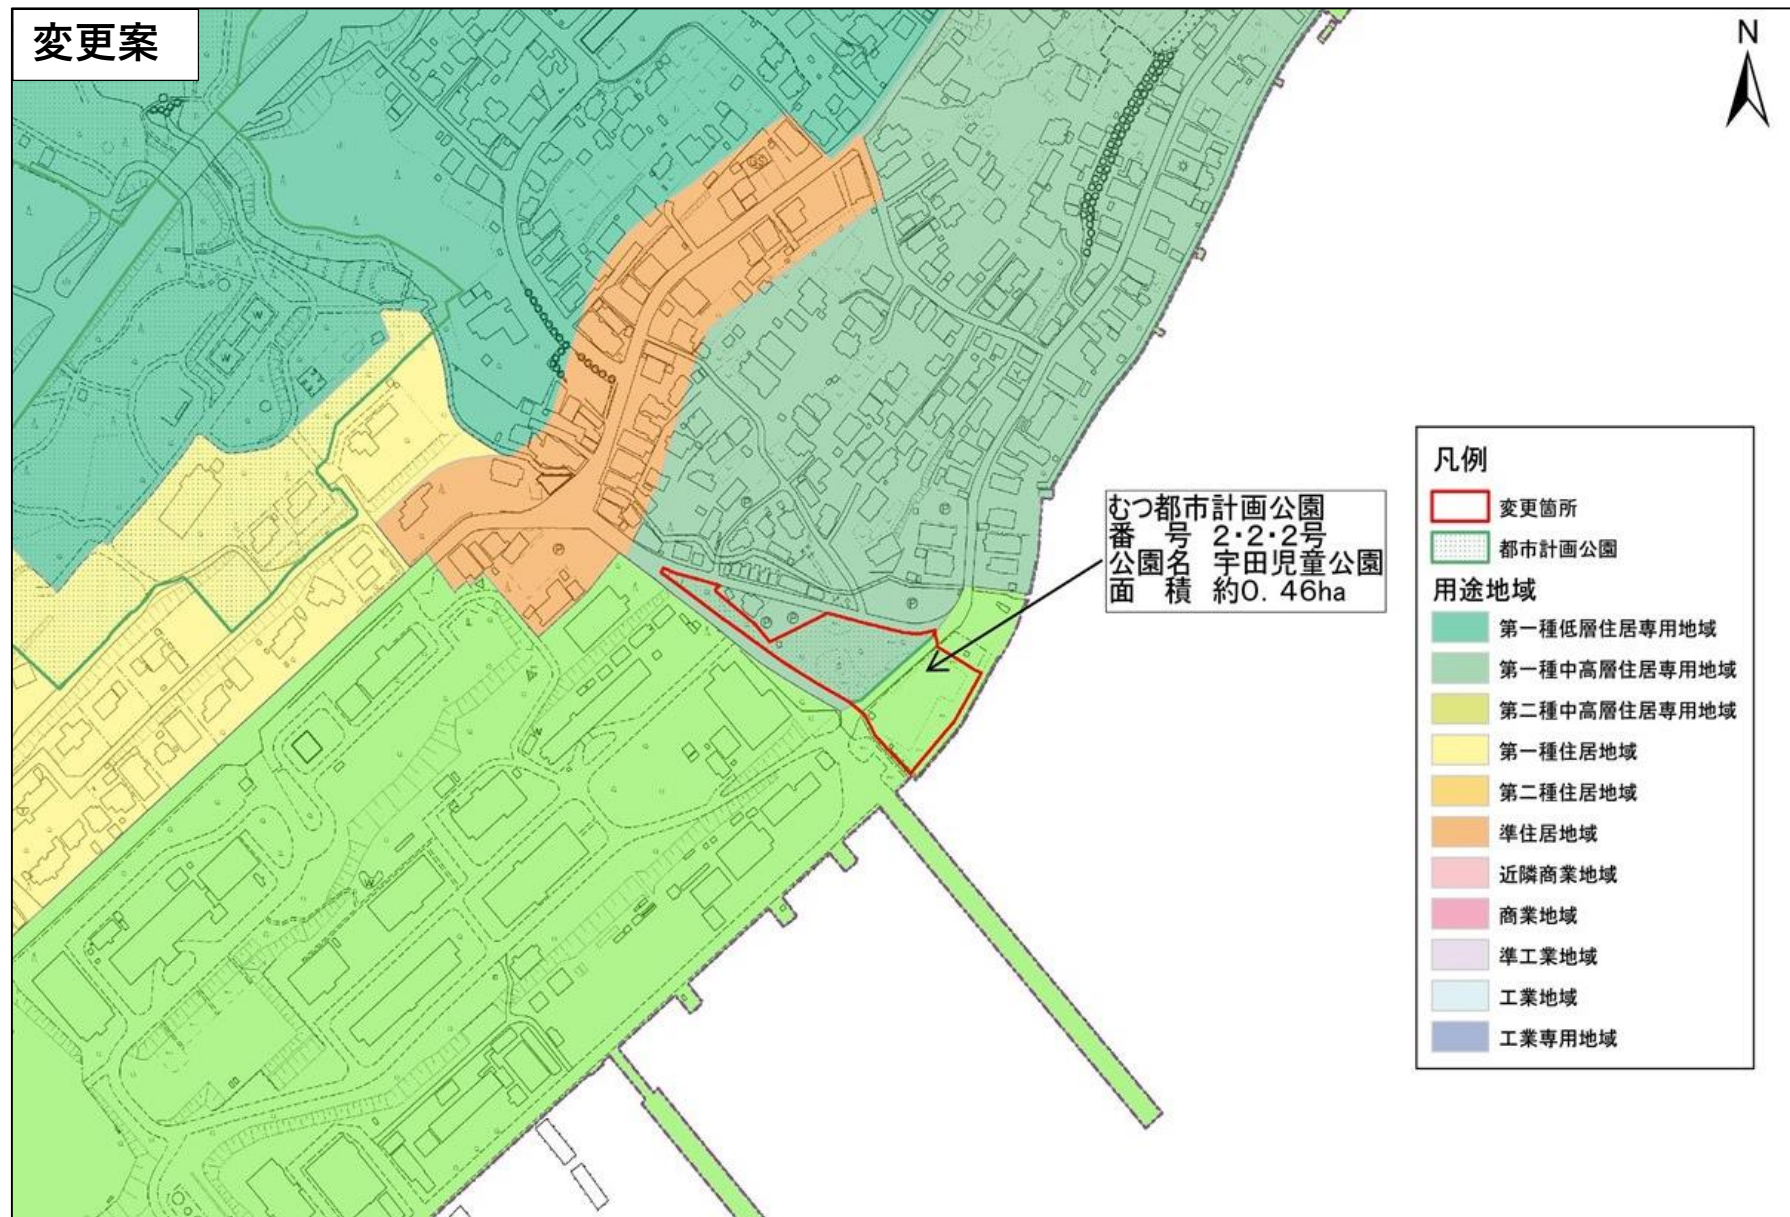 変更案
N
むつ都市計画公園
番　号　２・２・２号
公園名　宇田児童公園
面　積　約０．４６ha
凡例
変更箇所
都市計画公園
用途地域
第一種低層住居専用地域
第一種中高層住居専用地域
第二種中高層住居専用地域
第一種住居地域
第二種住居地域
準住居地域
近隣商業地域
商業地域
準工業地域
工業地域
工業専用地域